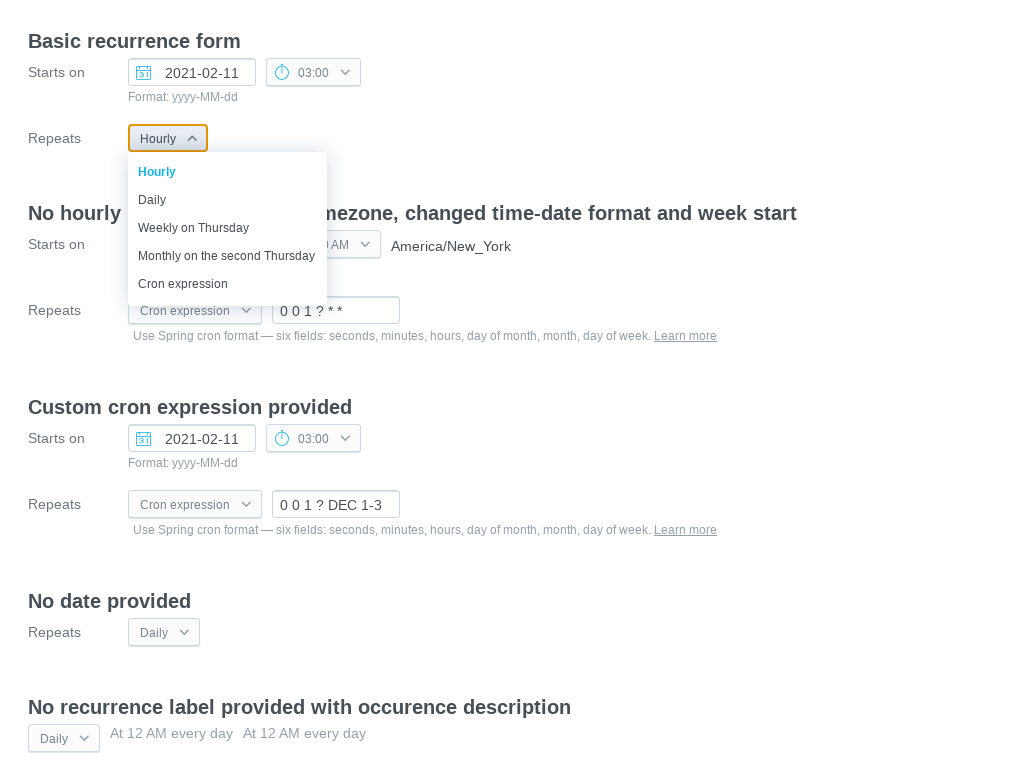 Basic recurrence form
Starts on 2021-02-11 03:00
Format: yyyy-MM-dd
Repeats Hourly
Hourly
Daily
Weekly on Thursday
Monthly on the second Thursday
Cron expression
No hourly mezone, changed time-date format and week start
Starts on AM America/New_York
Repeats Cron expression 0 0 1 ? * *
Use Spring cron format — six fields: seconds, minutes, hours, day of month, month, day of week. Learn more
Custom cron expression provided
Starts on 2021-02-11 03:00
Format: yyyy-MM-dd
Repeats Cron expression 0 0 1 ? DEC 1-3
Use Spring cron format — six fields: seconds, minutes, hours, day of month, month, day of week. Learn more
No date provided
Repeats Daily
No recurrence label provided with occurence description
Daily At 12 AM every day At 12 AM every day